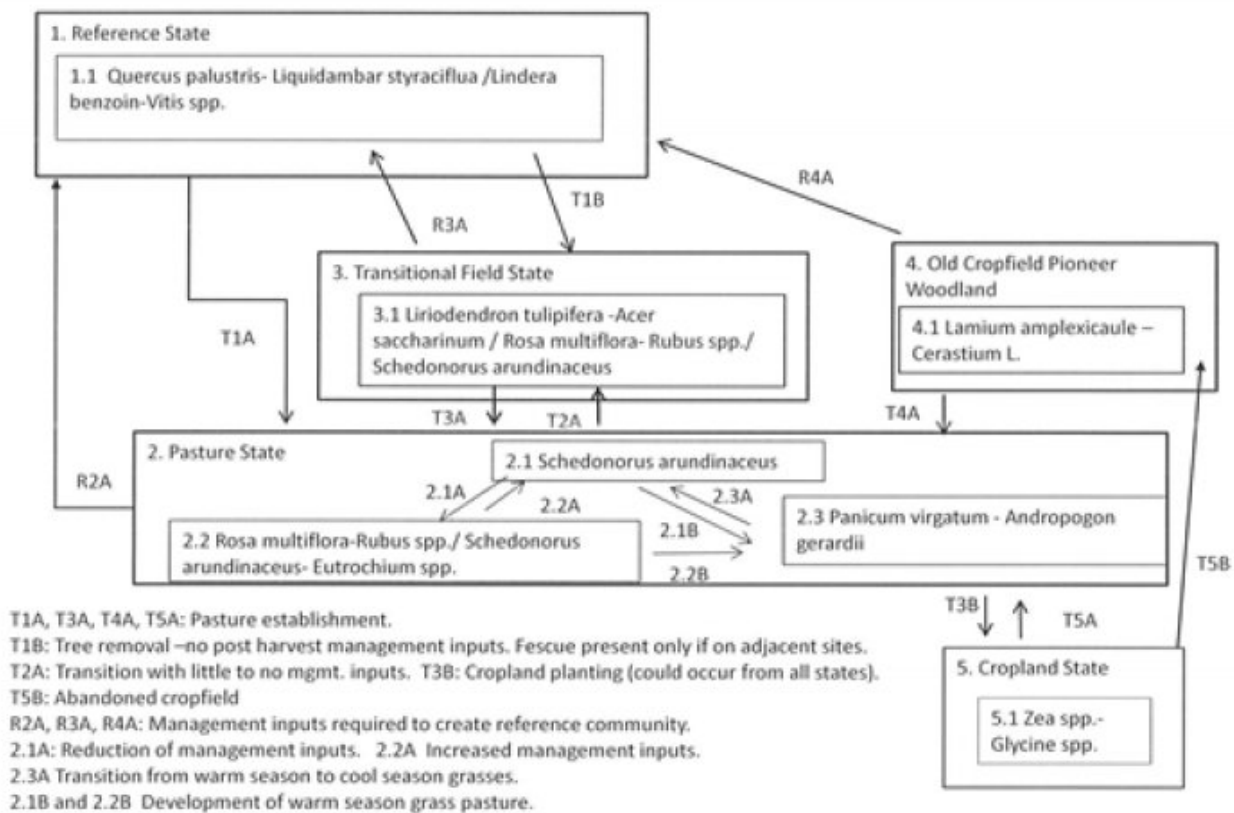 1. Reference State
1.1 Quercus palustris- Liquidambar styraciflua /Lindera
benzoin-Vitis spp.
R4A
T1B
R3A
3. Transitional Field State
3.1 Liriodendron tulipifera -Acer
saccharinum / Rosa multiflora- Rubus spp./
Schedonorus arundinaceus
4. Old Cropfield Pioneer
Woodland
4.1 Lamium amplexicaule –
Cerastium L.
T1A
T3A
T2A
T4A
2. Pasture State
2.1 Schedonorus arundinaceus
R2A
2.1A
2.2A
2.3A
2.1B
2.2B
2.2 Rosa multiflora-Rubus spp./ Schedonorus
arundinaceus- Eutrochium spp.
2.3 Panicum virgatum - Andropogon
gerardii
T5B
T3B
T5A
5. Cropland State
5.1 Zea spp.-
Glycine spp.
T1A, T3A, T4A, T5A: Pasture establishment.
T1B: Tree removal –no post harvest management inputs. Fescue present only if on adjacent sites.
T2A: Transition with little to no mgmt. inputs. T3B: Cropland planting (could occur from all states).
T5B: Abandoned cropfield
R2A, R3A, R4A: Management inputs required to create reference community.
2.1A: Reduction of management inputs. 2.2A Increased management inputs.
2.3A Transition from warm season to cool season grasses.
2.1B and 2.2B Development of warm season grass pasture.